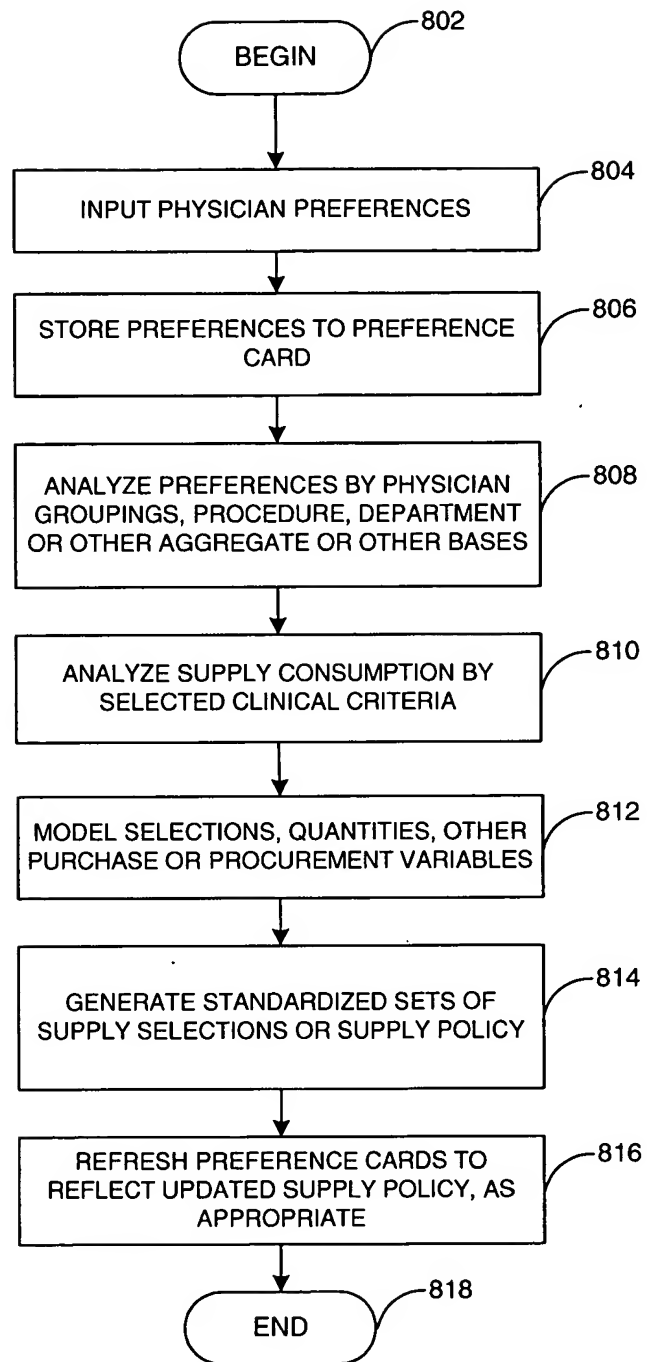 802
BEGIN
804
INPUT PHYSICIAN PREFERENCES
806
STORE PREFERENCES TO PREFERENCE
CARD
808
ANALYZE PREFERENCES BY PHYSICIAN
GROUPINGS, PROCEDURE, DEPARTMENT
OR OTHER AGGREGATE OR OTHER BASES
810
ANALYZE SUPPLY CONSUMPTION BY
SELECTED CLINICAL CRITERIA
812
MODEL SELECTIONS, QUANTITIES, OTHER
PURCHASE OR PROCUREMENT VARIABLES
814
GENERATE STANDARDIZED SETS OF
SUPPLY SELECTIONS OR SUPPLY POLICY
816
REFRESH PREFERENCE CARDS TO
REFLECT UPDATED SUPPLY POLICY, AS
APPROPRIATE
818
END